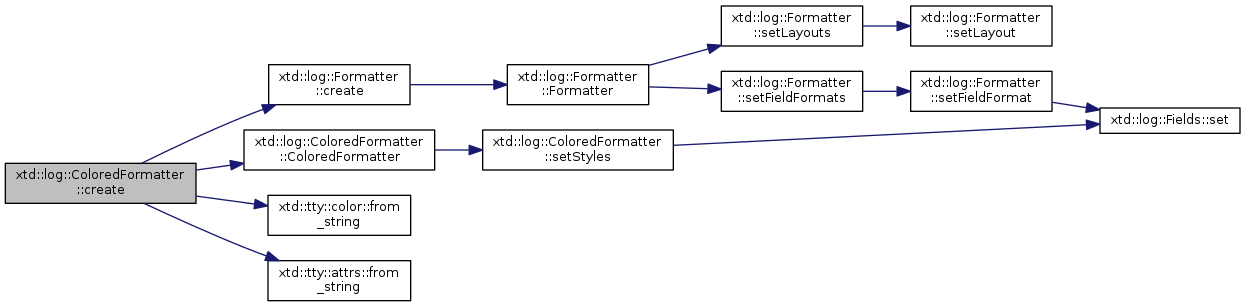 xtd::log::ColoredFormatter
::create
xtd::log::Formatter
::create
xtd::log::Formatter
::Formatter
xtd::log::Formatter
::setLayouts
xtd::log::Formatter
::setLayout
xtd::log::Formatter
::setFieldFormats
xtd::log::Formatter
::setFieldFormat
xtd::log::Fields::set
xtd::log::ColoredFormatter
::ColoredFormatter
xtd::log::ColoredFormatter
::setStyles
xtd::tty::color::from
_string
xtd::tty::attrs::from
_string